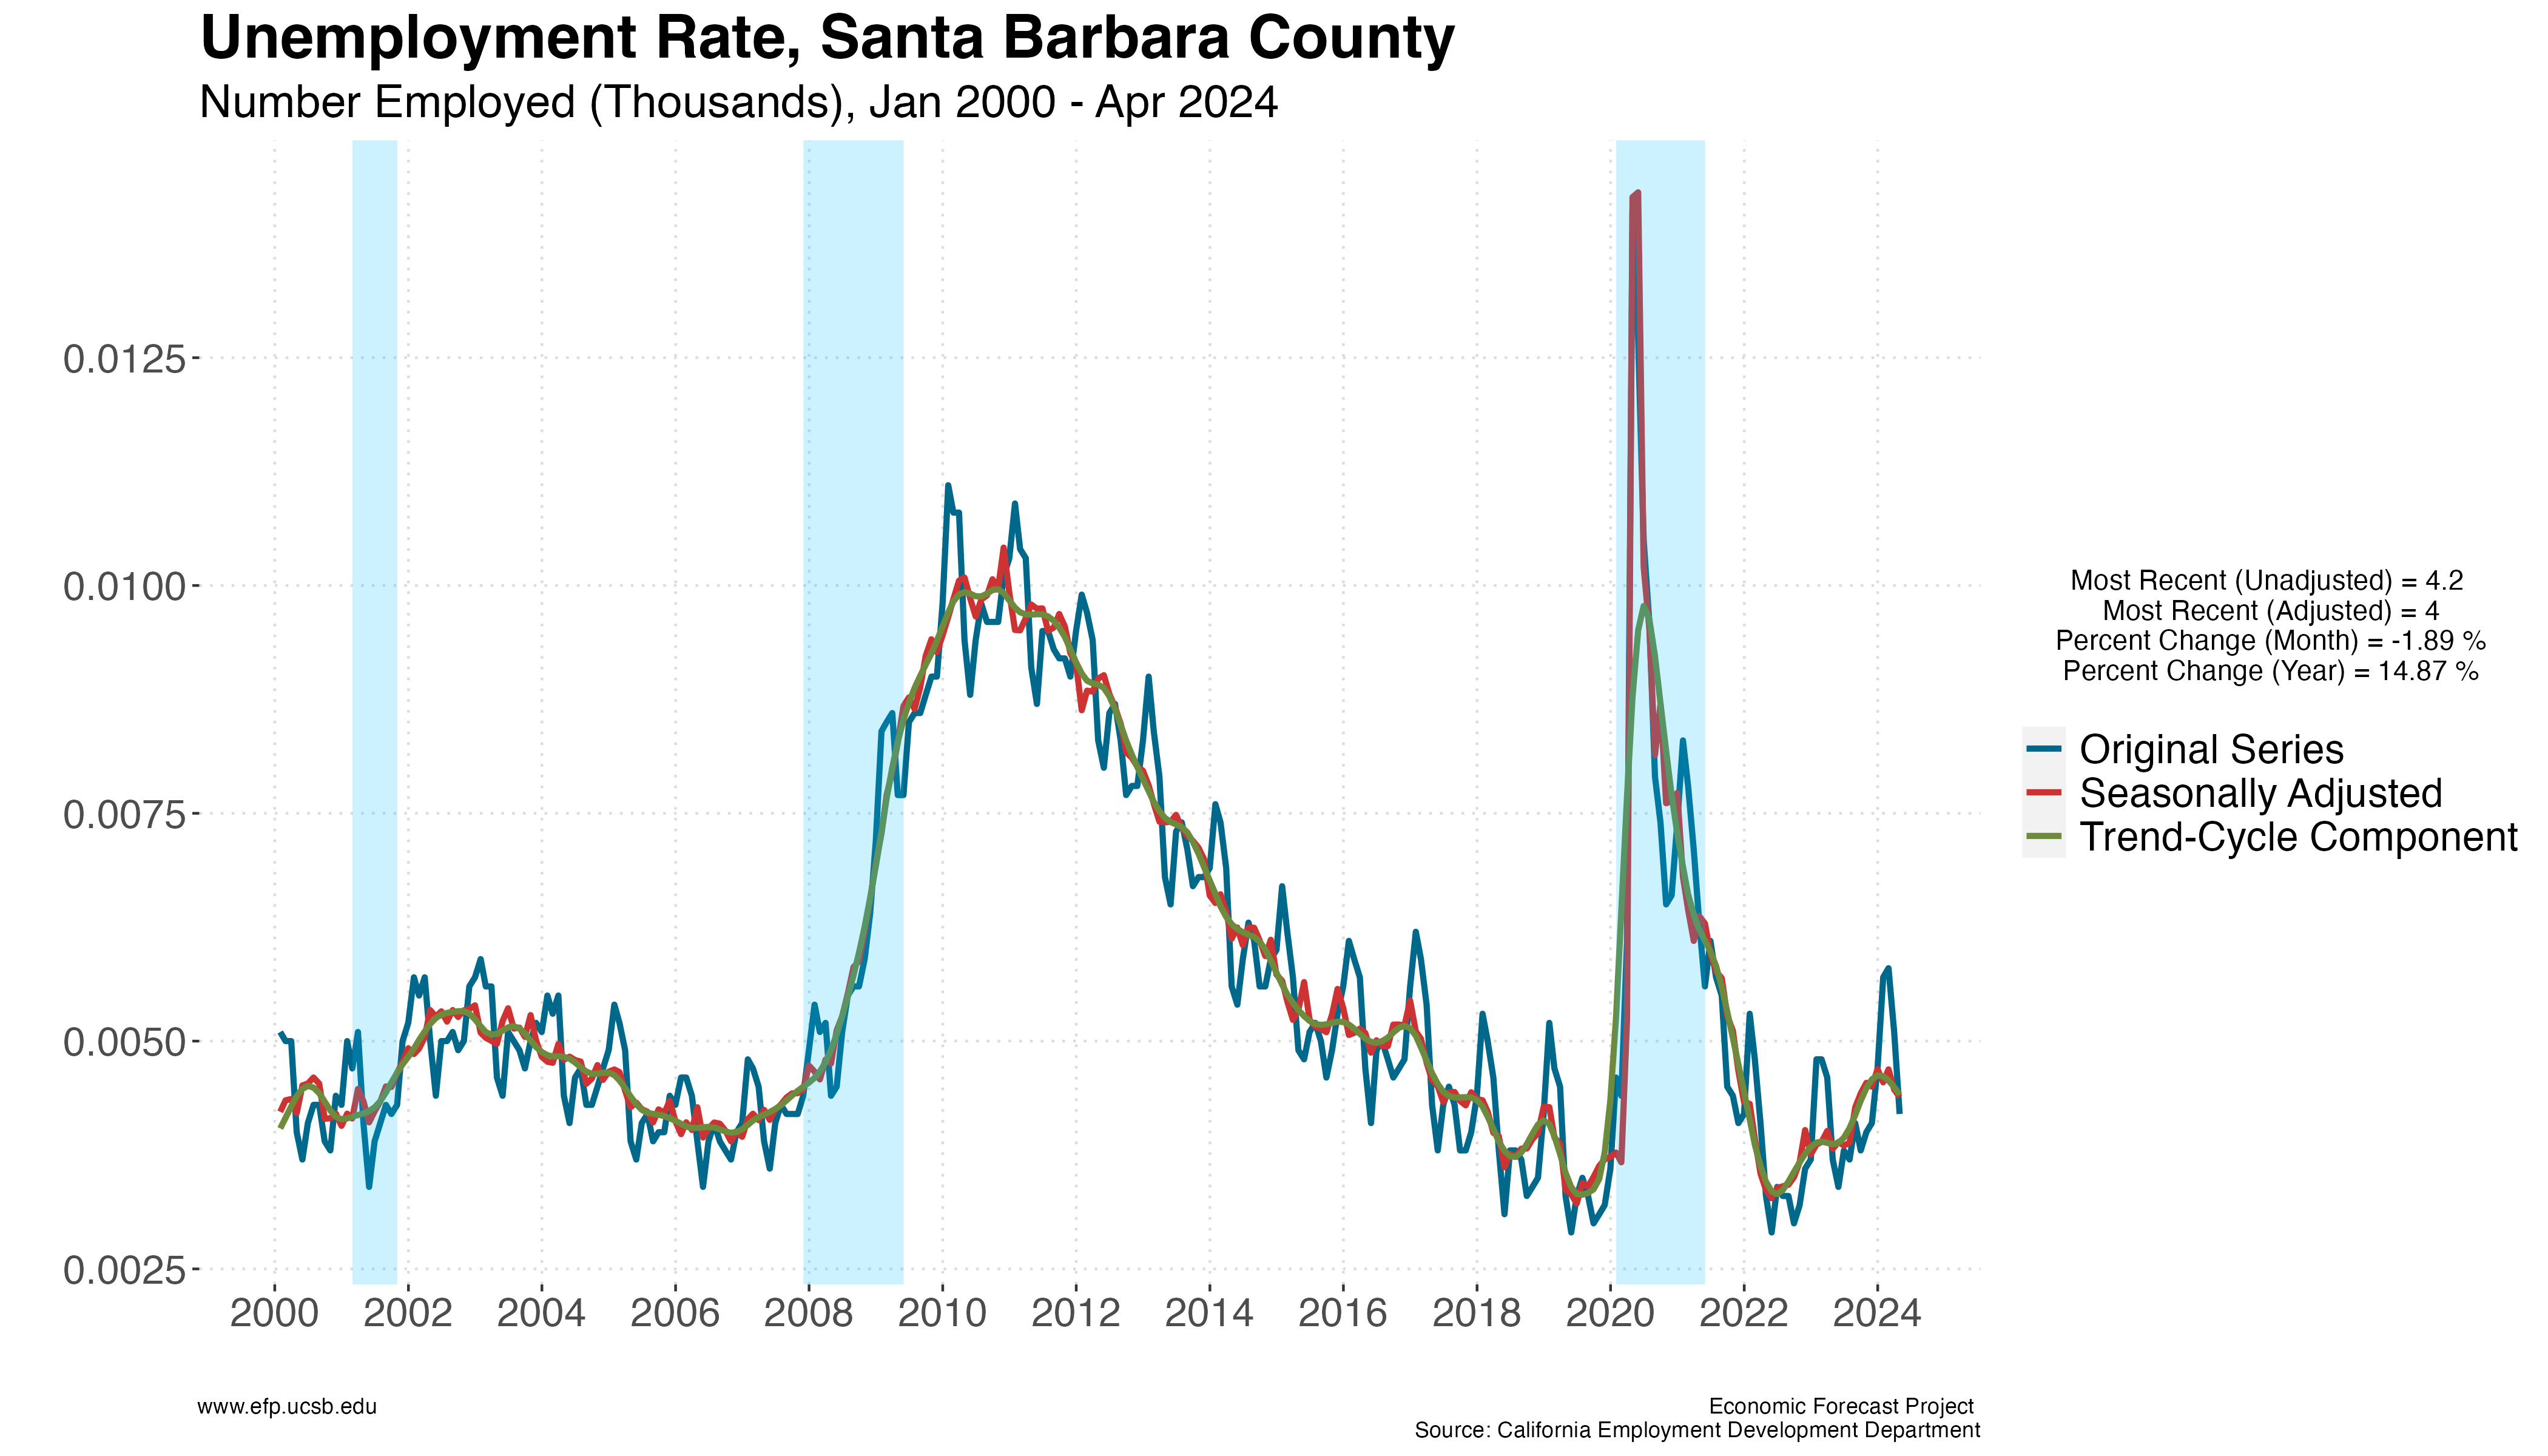 Unemployment Rate, Santa Barbara County
Number Employed (Thousands), Jan 2000 - Apr 2024
0.0125
0.0100
0.0075
0.0050
0.0025
2000 2002 2004 2006 2008 2010 2012 2014 2016 2018 2020 2022 2024
Most Recent (Unadjusted) = 4.2
Most Recent (Adjusted) = 4
Percent Change (Month) = -1.89 %
Percent Change (Year) = 14.87 %
Original Series
Seasonally Adjusted
Trend-Cycle Component
www.efp.ucsb.edu
Economic Forecast Project
Source: California Employment Development Department